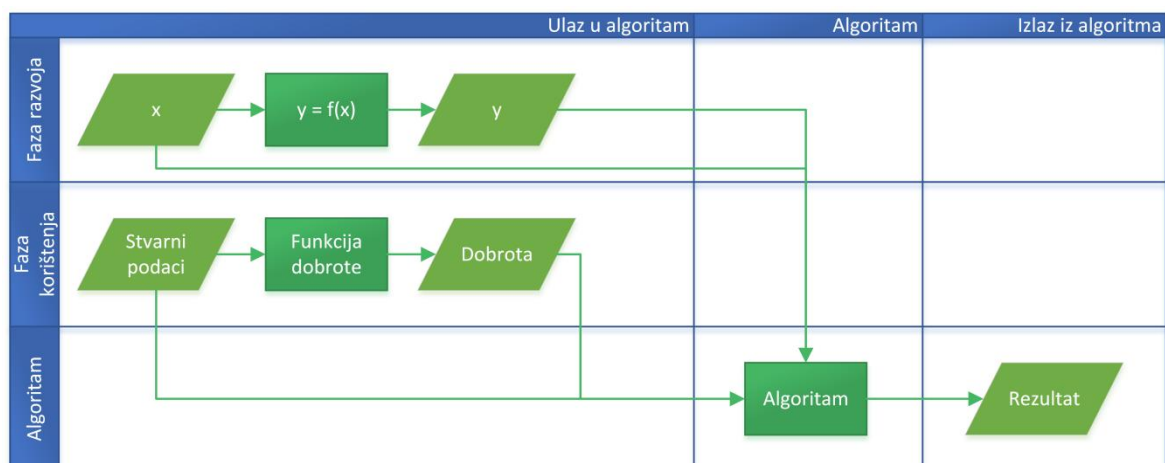 Ulaz u algoritam
Algoritam
Izlaz iz algoritma
Faza razvoja
x
y = f(x)
y
Faza
korištenja
Stvarni
podaci
Funkcija
dobrote
Dobrota
Algoritam
Algoritam
Rezultat